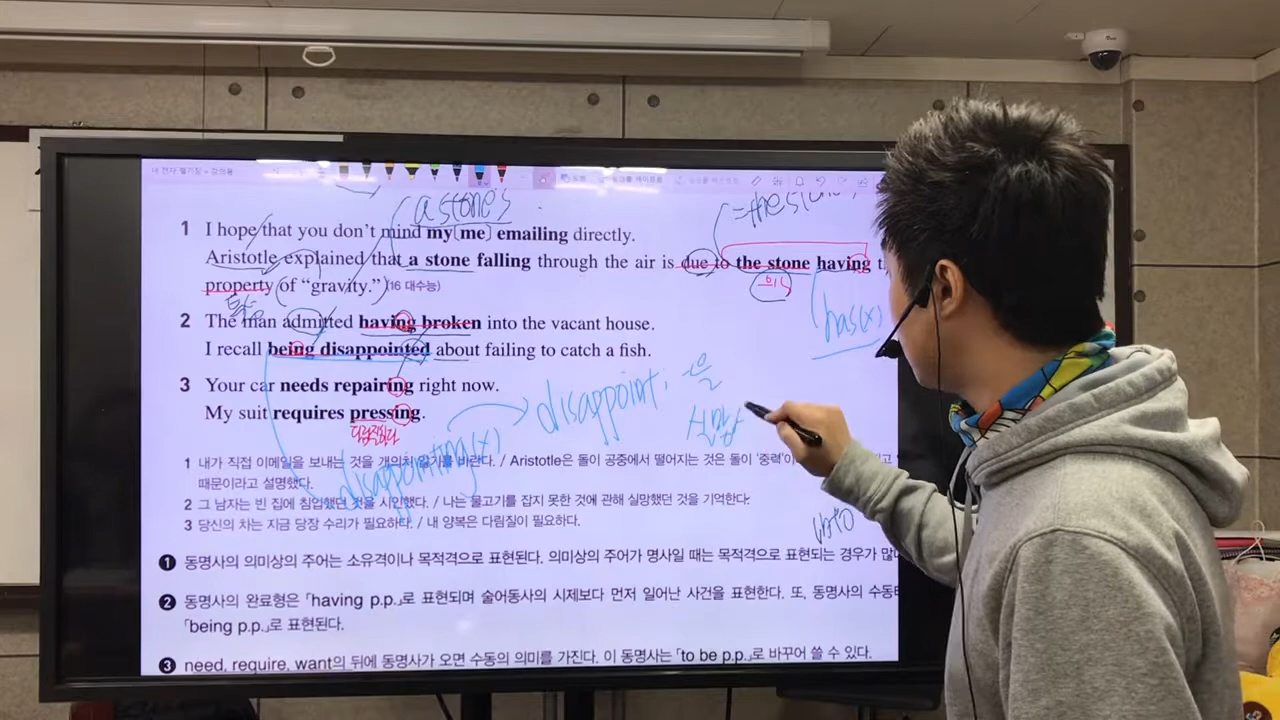 내 전자 필기장 » 강의용
a stone's
1 I hope that you don't mind my[me] emailing directly.
Aristotle explained that a stone falling through the air is due to the stone having
property of "gravity." (16 대수능)
has(x)
2 The man admitted having broken into the vacant house.
I recall being disappointed about failing to catch a fish.
3 Your car needs repairing right now.
disappoint:
My suit requires pressing.
다림질하다
disappointing(x)
1 내가 직접 이메일을 보내는 것을 개의치 않기를 바란다. / Aristotle은 돌이 공중에서 떨어지는 것은 돌이 '중력'이
때문이라고 설명했다.
2 그 남자는 빈 집에 침입했던 것을 시인했다. / 나는 물고기를 잡지 못한 것에 관해 실망했던 것을 기억한다.
3 당신의 차는 지금 당장 수리가 필요하다. / 내 양복은 다림질이 필요하다.
❶ 동명사의 의미상의 주어는 소유격이나 목적격으로 표현된다. 의미상의 주어가 명사일 때는 목적격으로 표현되는 경우가
❷ 동명사의 완료형은 「having p.p.」로 표현되며 술어동사의 시제보다 먼저 일어난 사건을 표현한다. 또, 동명사의
「being p.p.」로 표현된다.
❸ need, require, want의 뒤에 동명사가 오면 수동의 의미를 가진다. 이 동명사는 「to be p.p.」로 바꾸어 쓸 수 있다.